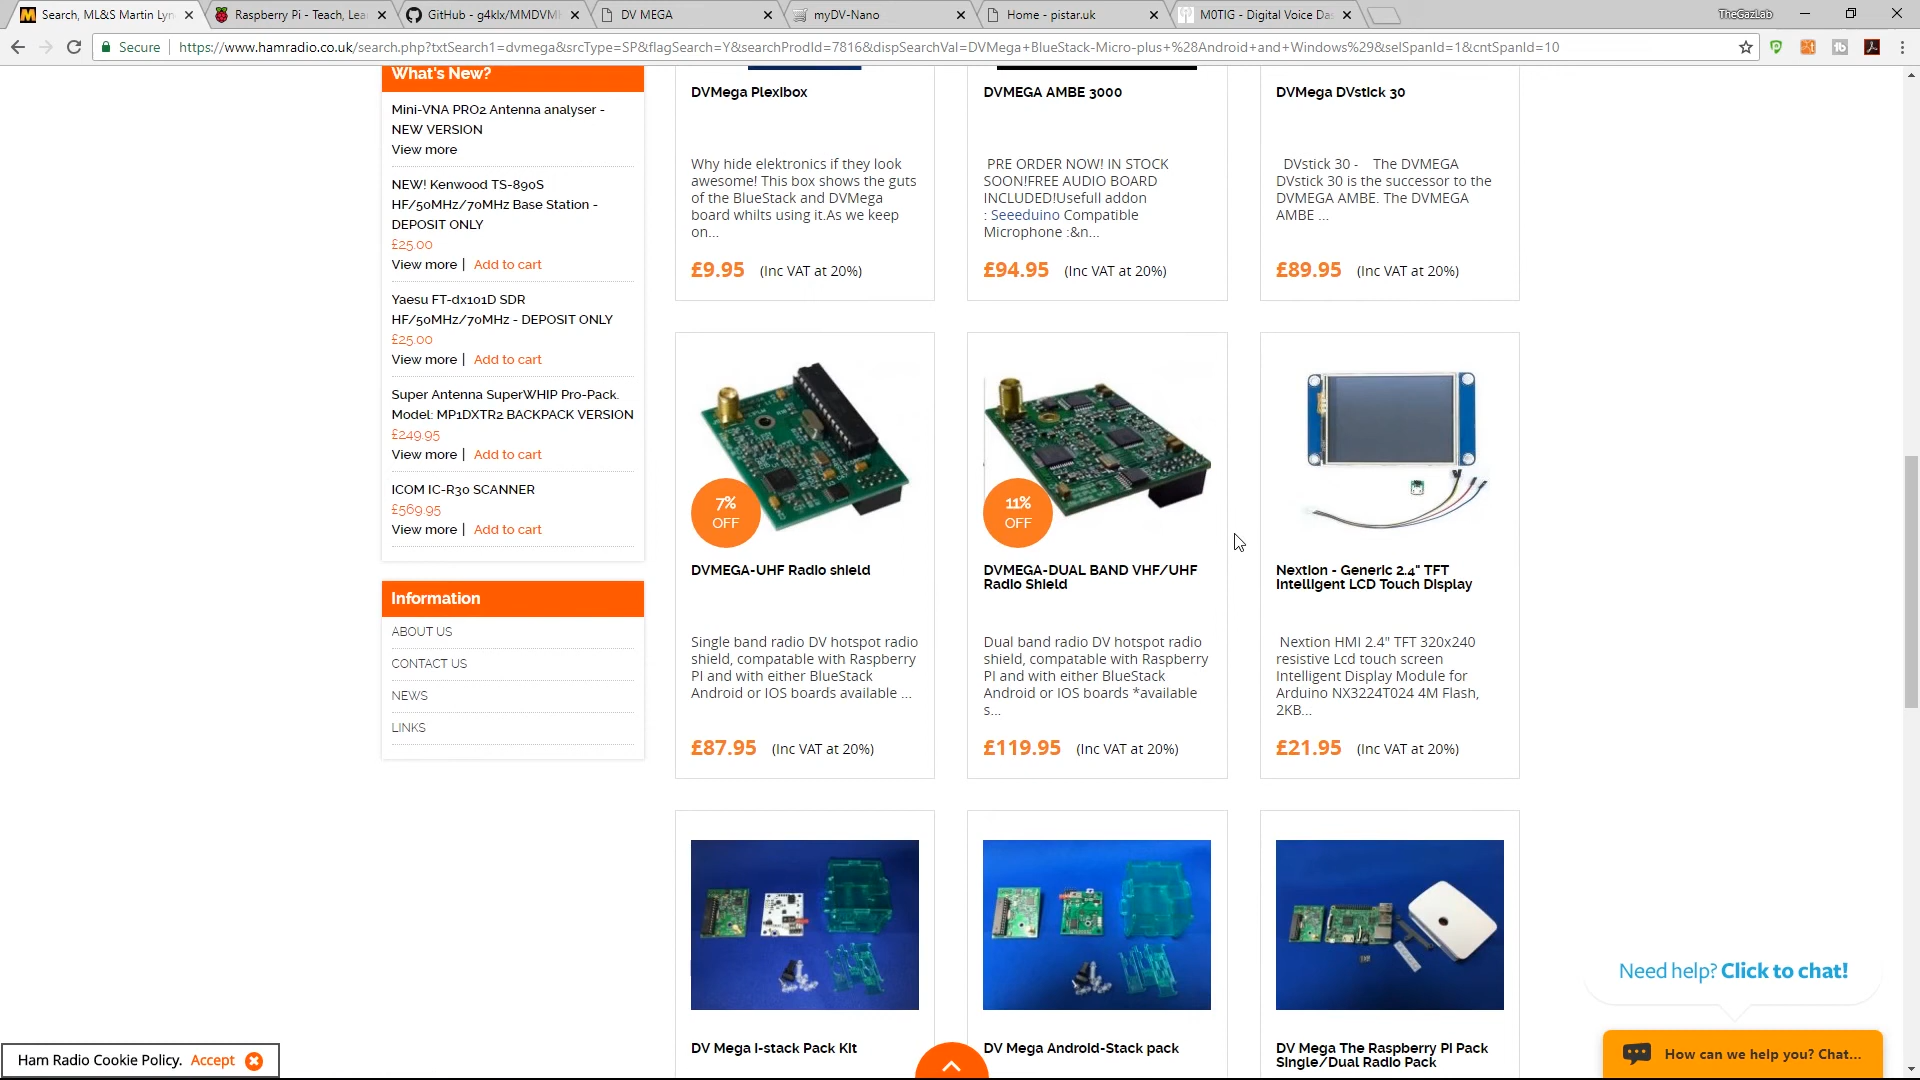 Search, ML&S Martin Lyn
Raspberry Pi - Teach, Lea
GitHub - g4klx/MMDVMH
DV MEGA
myDV-Nano
Home - pistar.uk
M0TIG - Digital Voice Da
TheGazLab
Secure
https://www.hamradio.co.uk/search.php?txtSearch1=dvmega&srcType=SP&flagSearch=Y&searchProdId=7816&dispSearchVal=DVMega+BlueStack-Micro-plus+%28Android+and+Windows%29&selSpanId=1&cntSpanId=10
What's New?
Mini-VNA PRO2 Antenna analyser -
NEW VERSION
View more
NEW! Kenwood TS-890S
HF/50MHz/70MHz Base Station -
DEPOSIT ONLY
£25.00
View more | Add to cart
Yaesu FT-dx101D SDR
HF/50MHz/70MHz - DEPOSIT ONLY
£25.00
View more | Add to cart
Super Antenna SuperWHIP Pro-Pack.
Model: MP1DXTR2 BACKPACK VERSION
£249.95
View more | Add to cart
ICOM IC-R30 SCANNER
£569.95
View more | Add to cart
Information
ABOUT US
CONTACT US
NEWS
LINKS
DVMega Plexibox
Why hide elektronics if they look
awesome! This box shows the guts
of the BlueStack and DVMega
board whilts using it.As we keep
on...
£9.95 (Inc VAT at 20%)
DVMEGA AMBE 3000
PRE ORDER NOW! IN STOCK
SOON!FREE AUDIO BOARD
INCLUDED!Usefull addon
: Seeeduino Compatible
Microphone :&n...
£94.95 (Inc VAT at 20%)
DVMega DVstick 30
DVstick 30 - The DVMEGA
DVstick 30 is the successor to the
DVMEGA AMBE. The DVMEGA
AMBE ...
£89.95 (Inc VAT at 20%)
7%
OFF
DVMEGA-UHF Radio shield
Single band radio DV hotspot radio
shield, compatable with Raspberry
PI and with either BlueStack
Android or IOS boards available ...
£87.95 (Inc VAT at 20%)
11%
OFF
DVMEGA-DUAL BAND VHF/UHF
Radio Shield
Dual band radio DV hotspot radio
shield, compatable with Raspberry
PI and with either BlueStack
Android or IOS boards *available
s...
£119.95 (Inc VAT at 20%)
Nextion - Generic 2.4" TFT
Intelligent LCD Touch Display
Nextion HMI 2.4" TFT 320x240
resistive Lcd touch screen
Intelligent Display Module for
Arduino NX3224T024 4M Flash,
2KB...
£21.95 (Inc VAT at 20%)
DV Mega I-stack Pack Kit
DV Mega Android-Stack pack
DV Mega The Raspberry PI Pack
Single/Dual Radio Pack
Need help? Click to chat!
How can we help you? Chat...
Ham Radio Cookie Policy. Accept